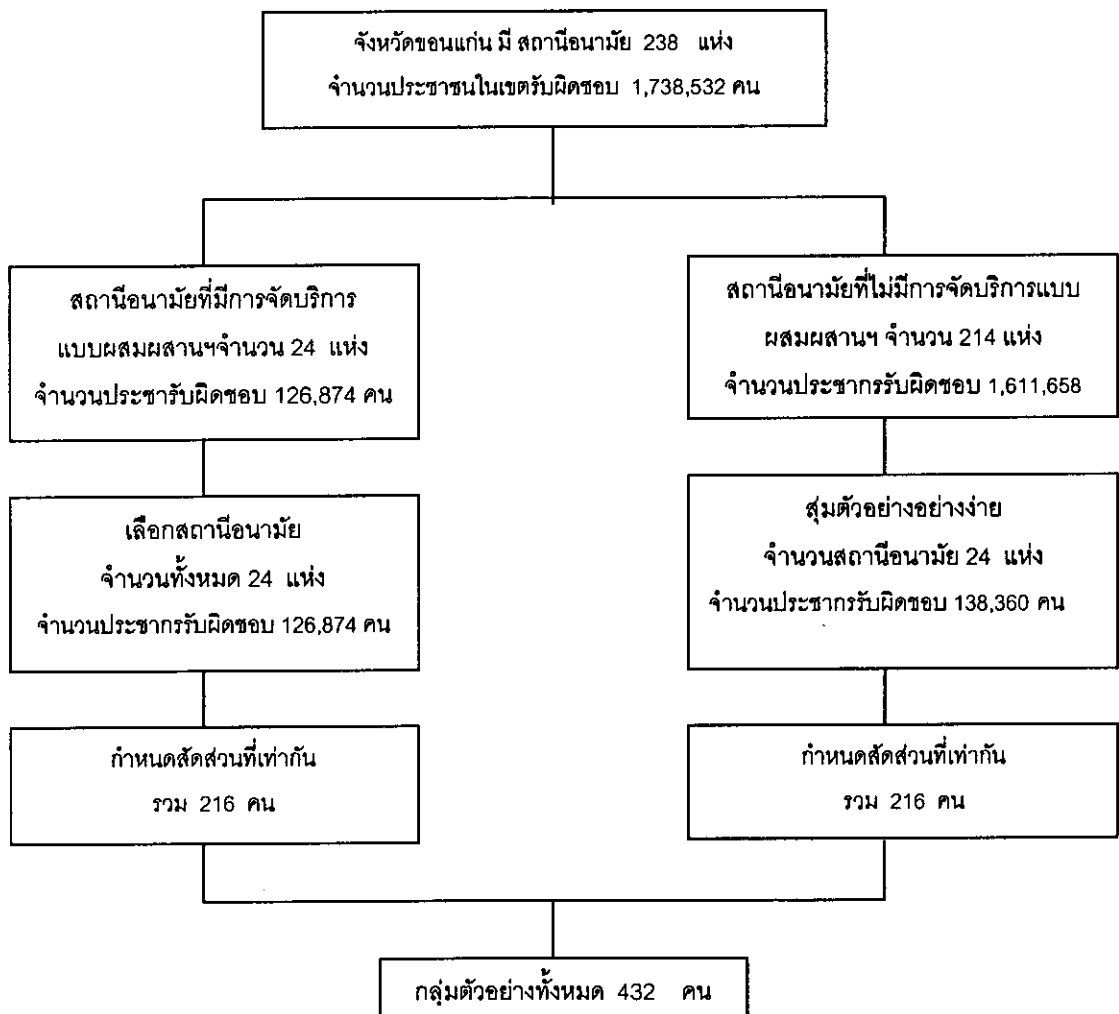 จังหวัดขอนแก่น มี สถานีอนามัย 238 แห่ง
จำนวนประชาชนในเขตรับผิดชอบ 1,738,532 คน
สถานีอนามัยที่มีการจัดบริการ
แบบผสมผสานฯจำนวน 24 แห่ง
จำนวนประชารับผิดชอบ 126,874 คน
สถานีอนามัยที่ไม่มีการจัดบริการแบบ
ผสมผสานฯ จำนวน 214 แห่ง
จำนวนประชากรรับผิดชอบ 1,611,658
เลือกสถานีอนามัย
จำนวนทั้งหมด 24 แห่ง
จำนวนประชากรรับผิดชอบ 126,874 คน
สุ่มตัวอย่างอย่างง่าย
จำนวนสถานีอนามัย 24 แห่ง
จำนวนประชากรรับผิดชอบ 138,360 คน
กำหนดสัดส่วนที่เท่ากัน
รวม 216 คน
กำหนดสัดส่วนที่เท่ากัน
รวม 216 คน
กลุ่มตัวอย่างทั้งหมด 432 คน